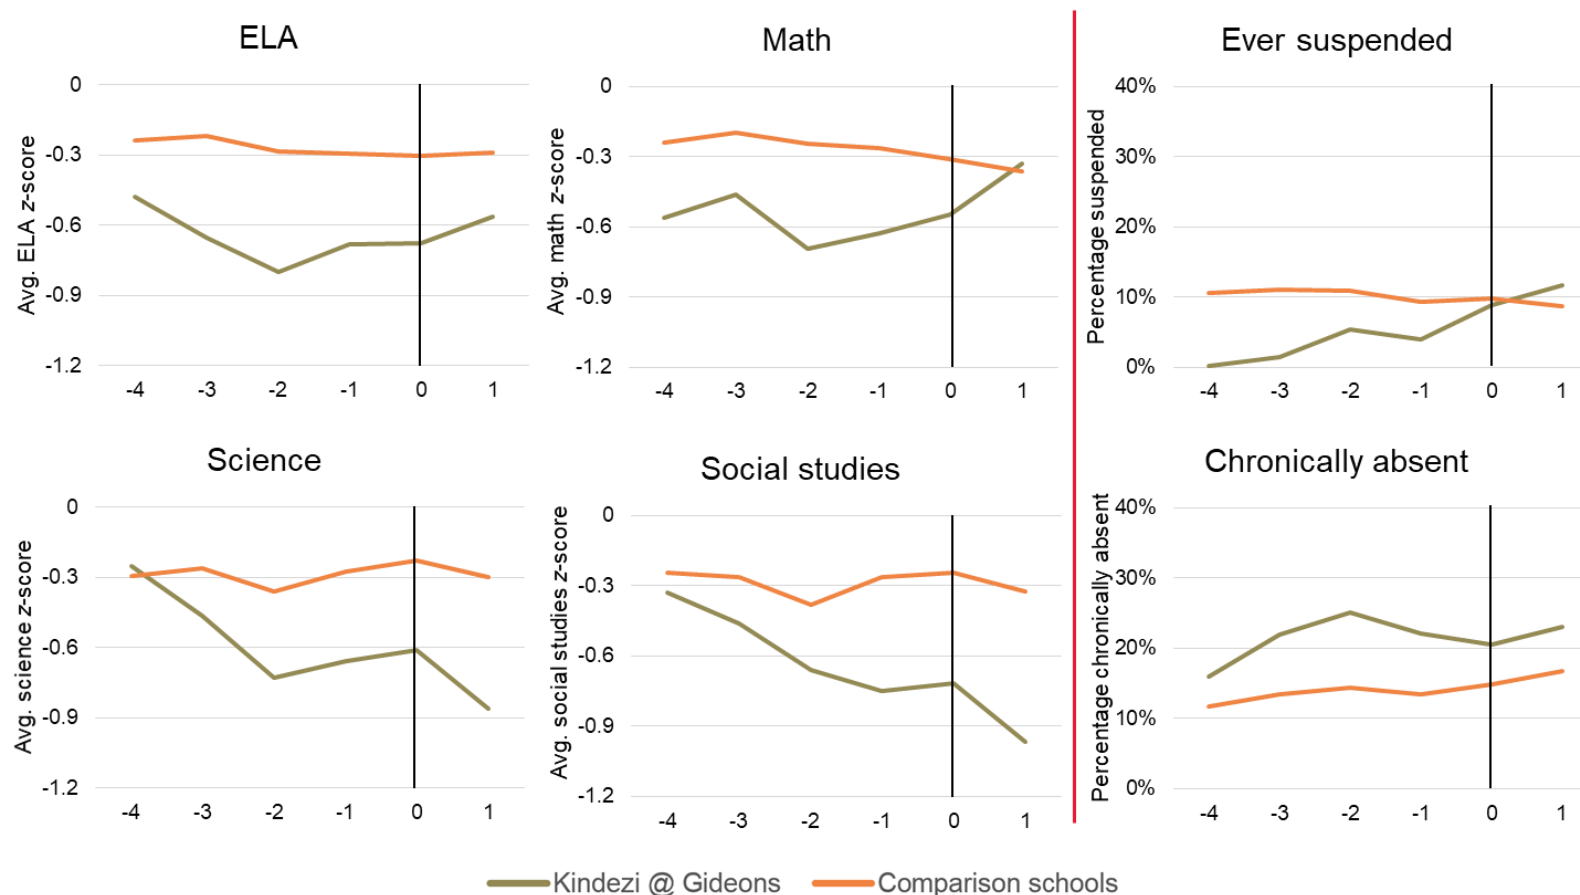 ELA
Avg. ELA z-score
0
-0.3
-0.6
-0.9
-1.2
-4 -3 -2 -1 0 1
Math
Avg. math z-score
0
-0.3
-0.6
-0.9
-1.2
-4 -3 -2 -1 0 1
Ever suspended
Percentage suspended
40%
30%
20%
10%
0%
-4 -3 -2 -1 0 1
Science
Avg. science z-score
0
-0.3
-0.6
-0.9
-1.2
-4 -3 -2 -1 0 1
Social studies
Avg. social studies z-score
0
-0.3
-0.6
-0.9
-1.2
-4 -3 -2 -1 0 1
Chronically absent
Percentage chronically absent
40%
30%
20%
10%
0%
-4 -3 -2 -1 0 1
Kindezi @ Gideons Comparison schools